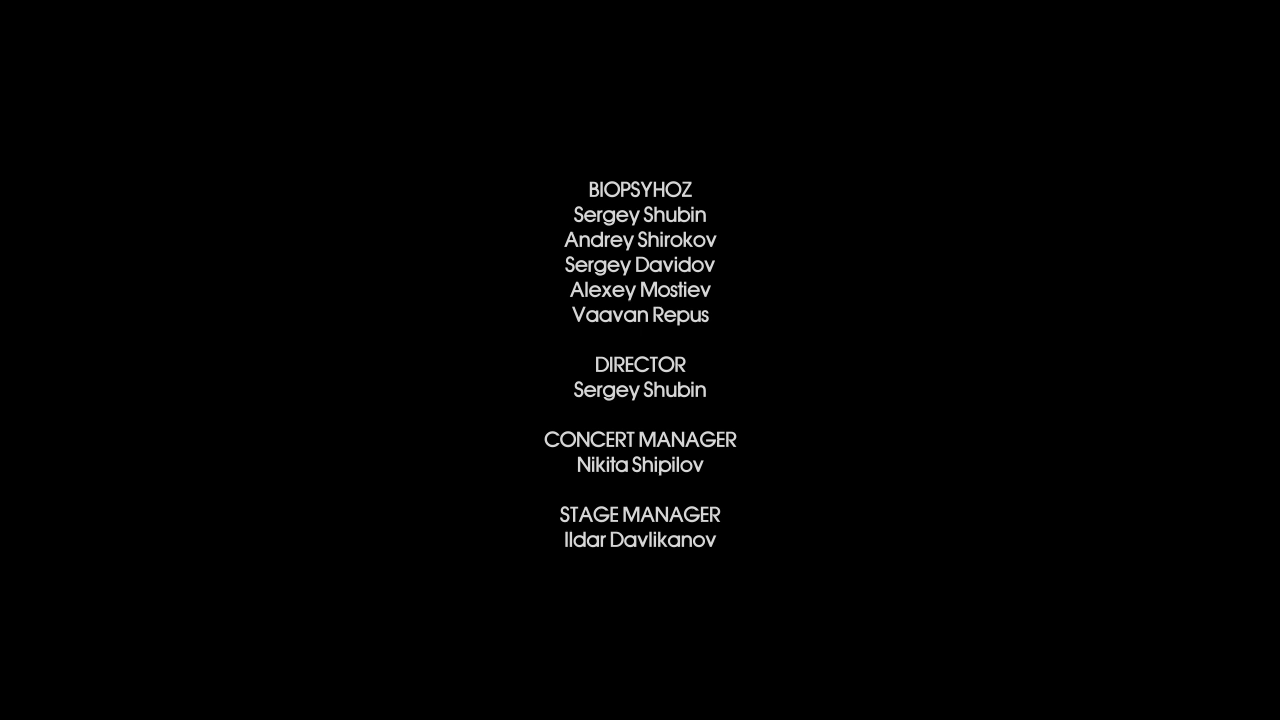 BIOPSYHOZ
Sergey Shubin
Andrey Shirokov
Sergey Davidov
Alexey Mostiev
Vaavan Repus
DIRECTOR
Sergey Shubin
CONCERT MANAGER
Nikita Shipilov
STAGE MANAGER
Ildar Davlikanov